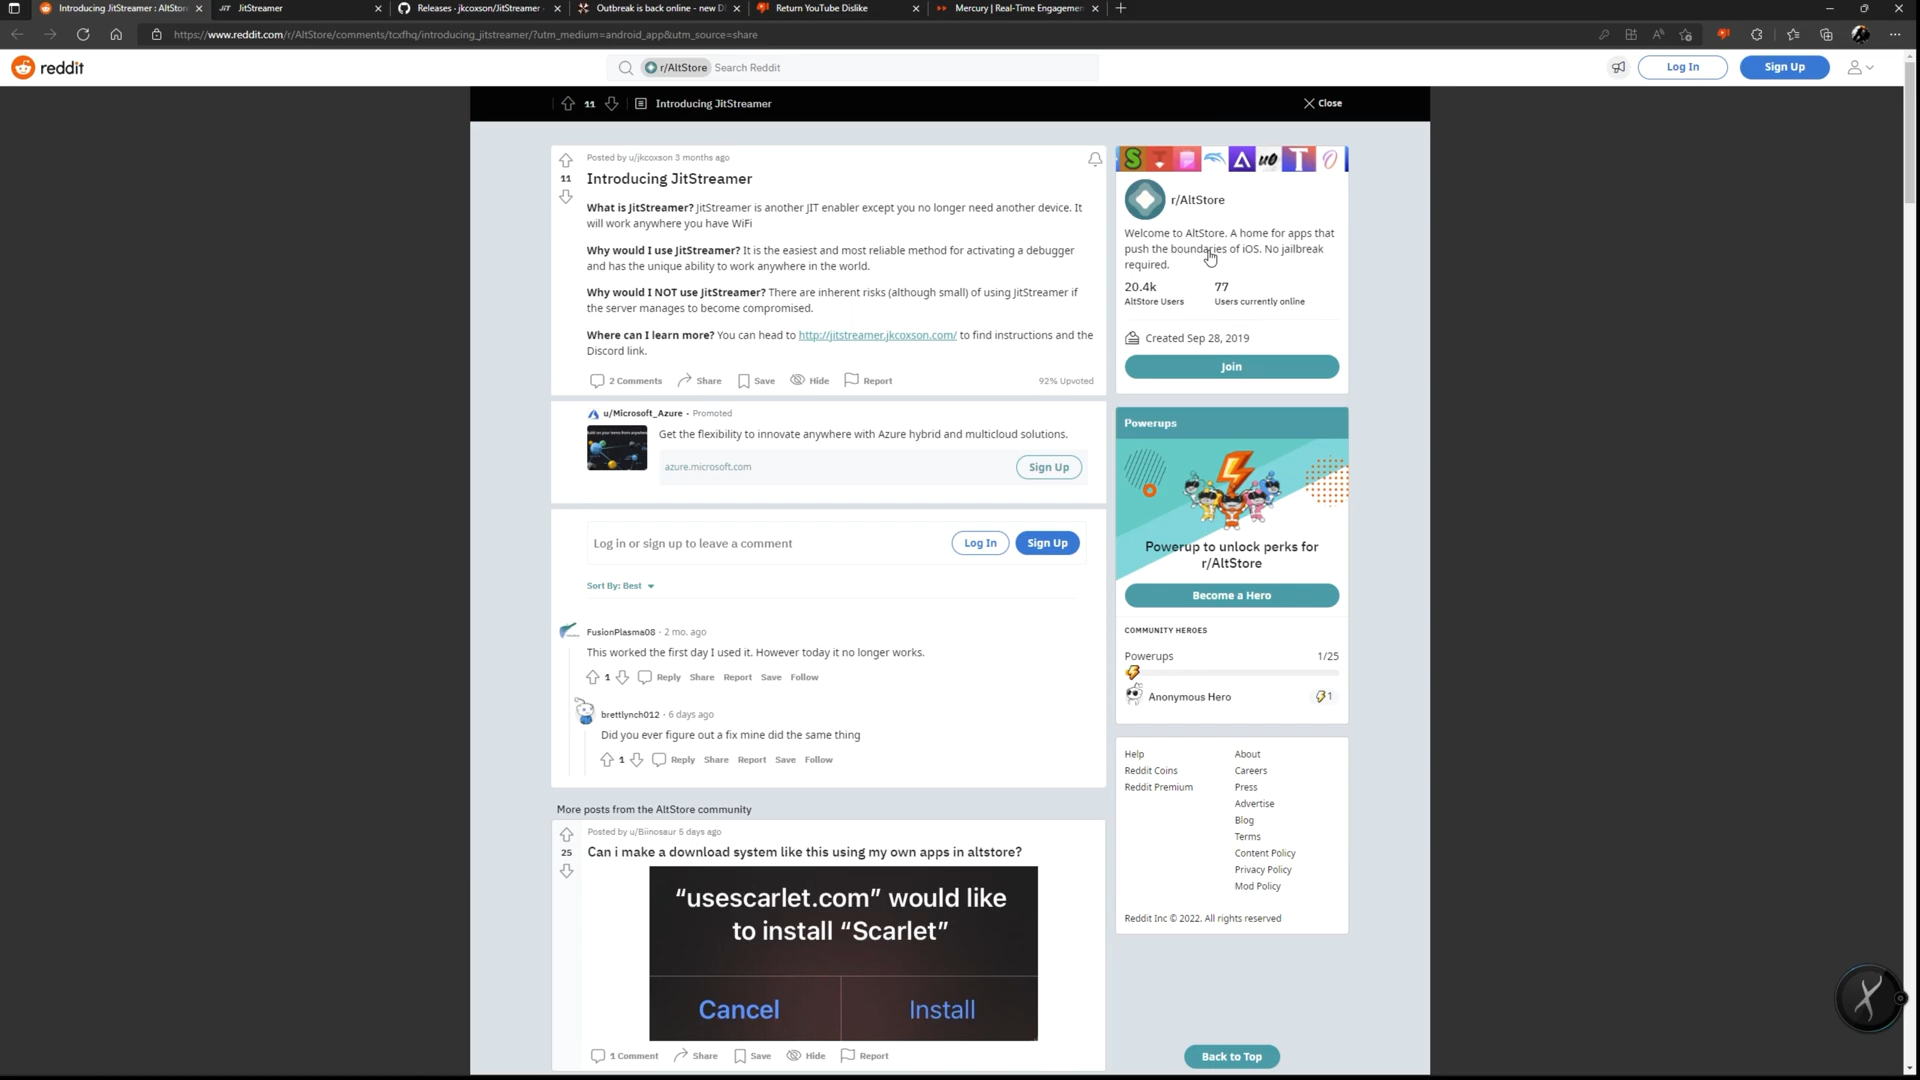 Introducing JitStreamer : AltStor
JitStreamer
Releases · jkcoxson/JitStreamer ·
Outbreak is back online - new D
Return YouTube Dislike
Mercury | Real-Time Engagemen
https://www.reddit.com/r/AltStore/comments/tcxfhq/introducing_jitstreamer/?utm_medium=android_app&utm_source=share
reddit
r/AltStore Search Reddit
Log In
Sign Up
11
Introducing JitStreamer
Close
Posted by u/jkcoxson 3 months ago
11
Introducing JitStreamer
What is JitStreamer? JitStreamer is another JIT enabler except you no longer need another device. It
will work anywhere you have WiFi
Why would I use JitStreamer? It is the easiest and most reliable method for activating a debugger
and has the unique ability to work anywhere in the world.
Why would I NOT use JitStreamer? There are inherent risks (although small) of using JitStreamer if
the server manages to become compromised.
Where can I learn more? You can head to http://jitstreamer.jkcoxson.com/ to find instructions and the
Discord link.
2 Comments Share Save Hide Report 92% Upvoted
u/Microsoft_Azure · Promoted
Get the flexibility to innovate anywhere with Azure hybrid and multicloud solutions.
azure.microsoft.com
Sign Up
Log in or sign up to leave a comment
Log In
Sign Up
Sort By: Best
FusionPlasma08 · 2 mo. ago
This worked the first day I used it. However today it no longer works.
1 Reply Share Report Save Follow
brettlynch012 · 6 days ago
Did you ever figure out a fix mine did the same thing
1 Reply Share Report Save Follow
More posts from the AltStore community
Posted by u/Biinosaur 5 days ago
25
Can i make a download system like this using my own apps in altstore?
“usescarlet.com” would like
to install “Scarlet”
Cancel
Install
1 Comment Share Save Hide Report
r/AltStore
Welcome to AltStore. A home for apps that
push the boundaries of iOS. No jailbreak
required.
20.4k 77
AltStore Users Users currently online
Created Sep 28, 2019
Join
Powerups
Powerup to unlock perks for
r/AltStore
Become a Hero
COMMUNITY HEROES
Powerups 1/25
Anonymous Hero 1
Help About
Reddit Coins Careers
Reddit Premium Press
Advertise
Blog
Terms
Content Policy
Privacy Policy
Mod Policy
Reddit Inc © 2022. All rights reserved
Back to Top